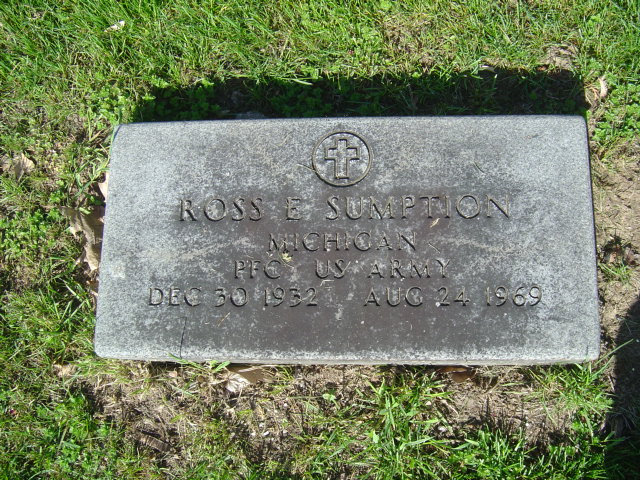 ROSS E SUMPTION
MICHIGAN
PFC US ARMY
DEC 30 1932 AUG 24 1969